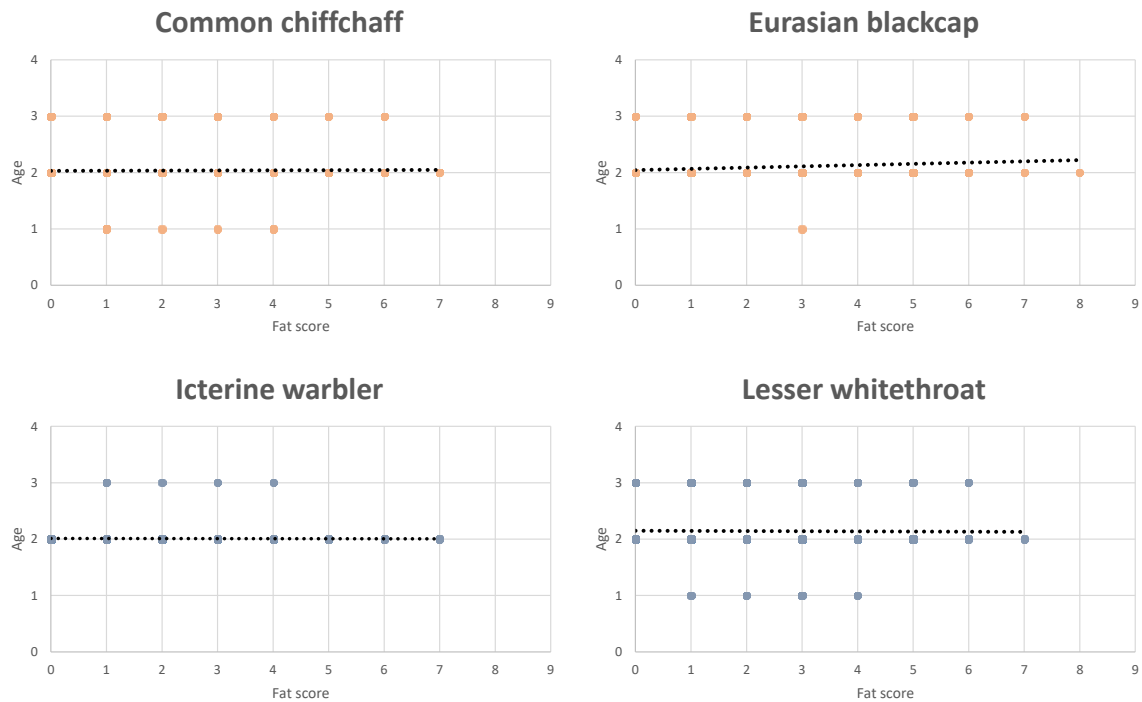 Common chiffchaff
4
3
2
1
0
Age
0 1 2 3 4 5 6 7 8 9
Fat score
Eurasian blackcap
4
3
2
1
0
Age
0 1 2 3 4 5 6 7 8 9
Fat score
Icterine warbler
4
3
2
1
0
Age
0 1 2 3 4 5 6 7 8 9
Fat score
Lesser whitethroat
4
3
2
1
0
Age
0 1 2 3 4 5 6 7 8 9
Fat score